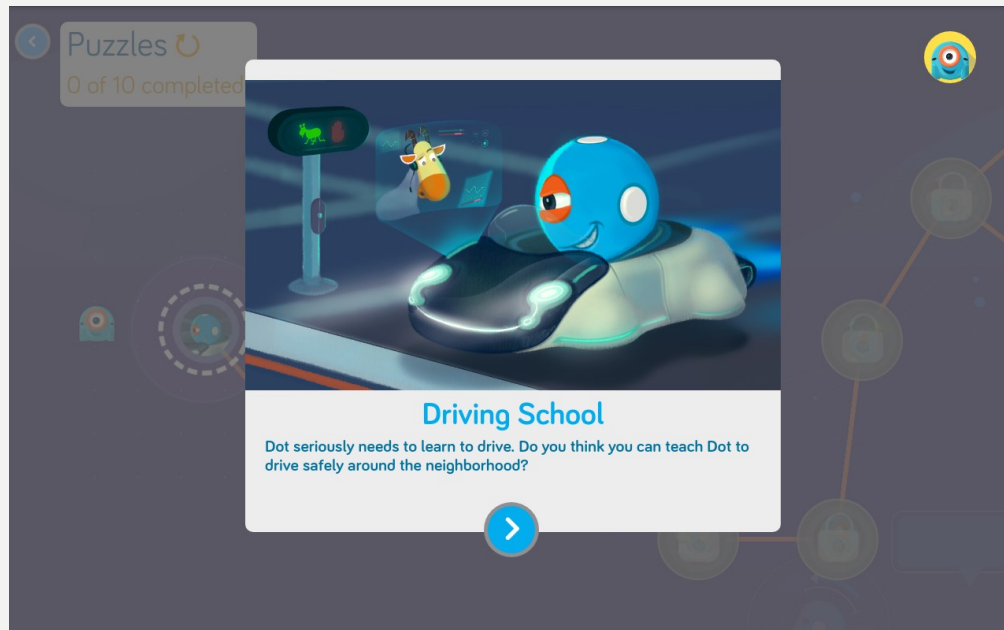 Puzzles
0 of 10 completed
Driving School
Dot seriously needs to learn to drive. Do you think you can teach Dot to
drive safely around the neighborhood?